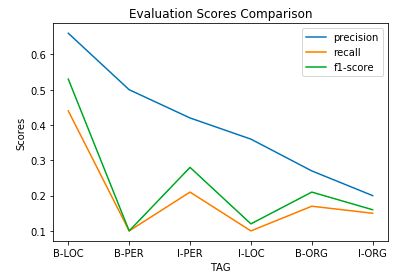 Evaluation Scores Comparison
precision
recall
f1-score
Scores
0.6
0.5
0.4
0.3
0.2
0.1
B-LOC B-PER I-PER I-LOC B-ORG I-ORG
TAG